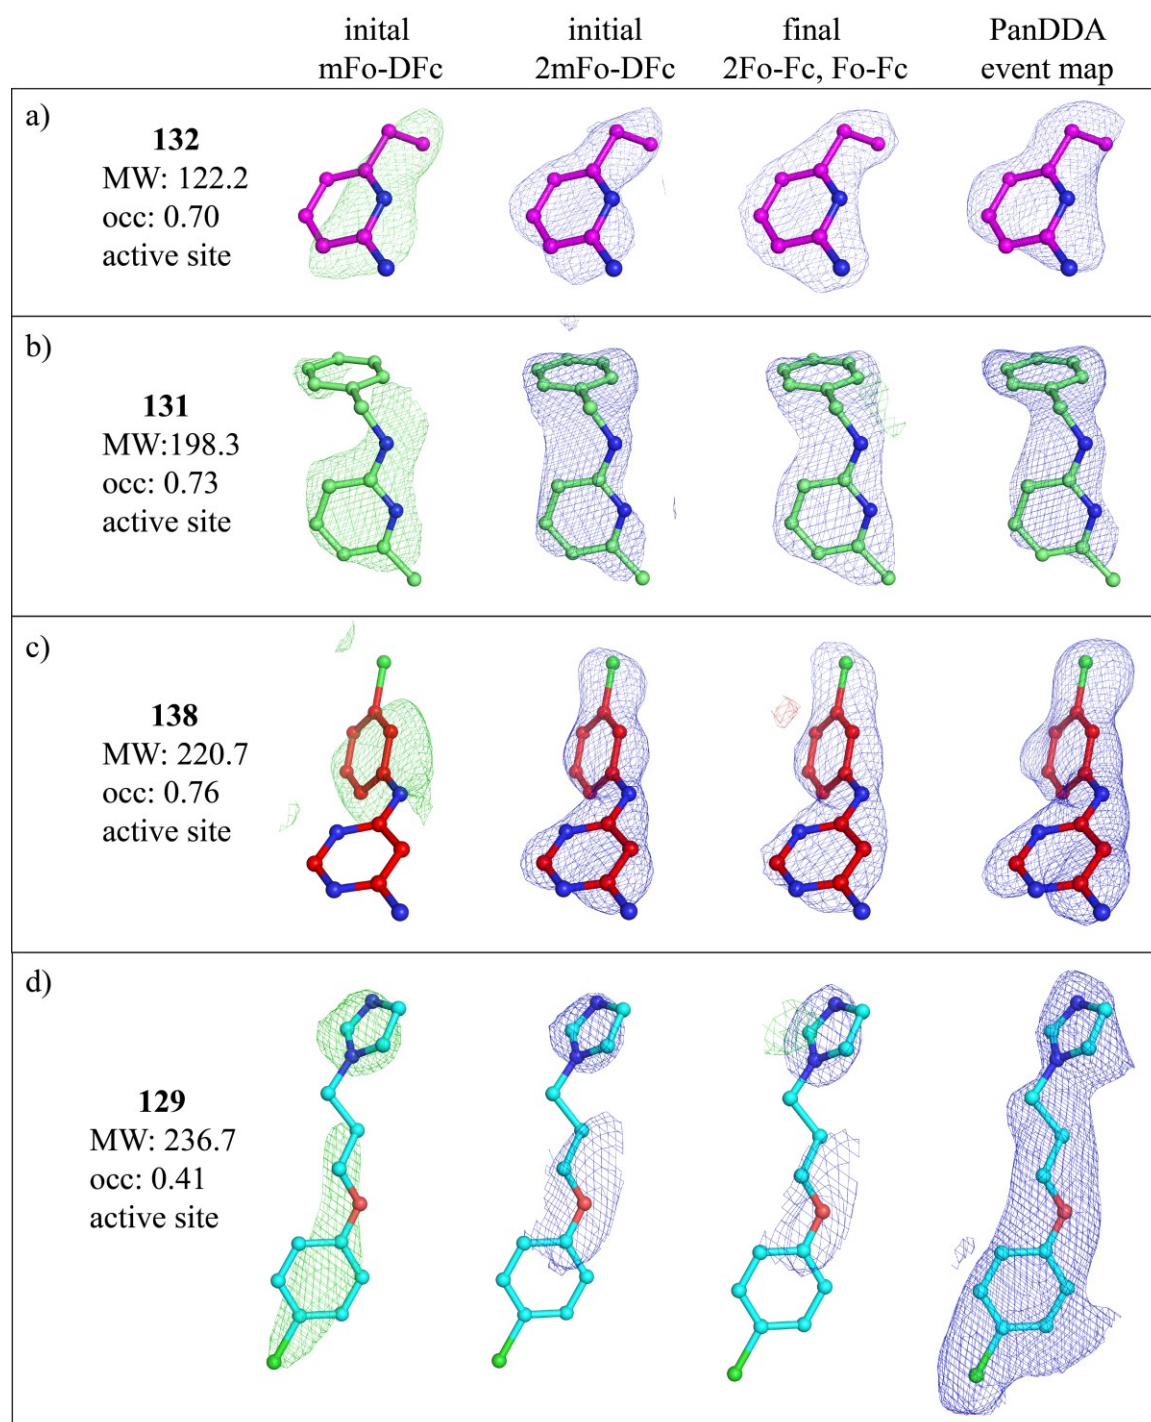 inital
mFo-DFc
initial
2mFo-DFc
final
2Fo-Fc, Fo-Fc
PanDDA
event map
a)
132
MW: 122.2
occ: 0.70
active site
b)
131
MW:198.3
occ: 0.73
active site
c)
138
MW: 220.7
occ: 0.76
active site
d)
129
MW: 236.7
occ: 0.41
active site